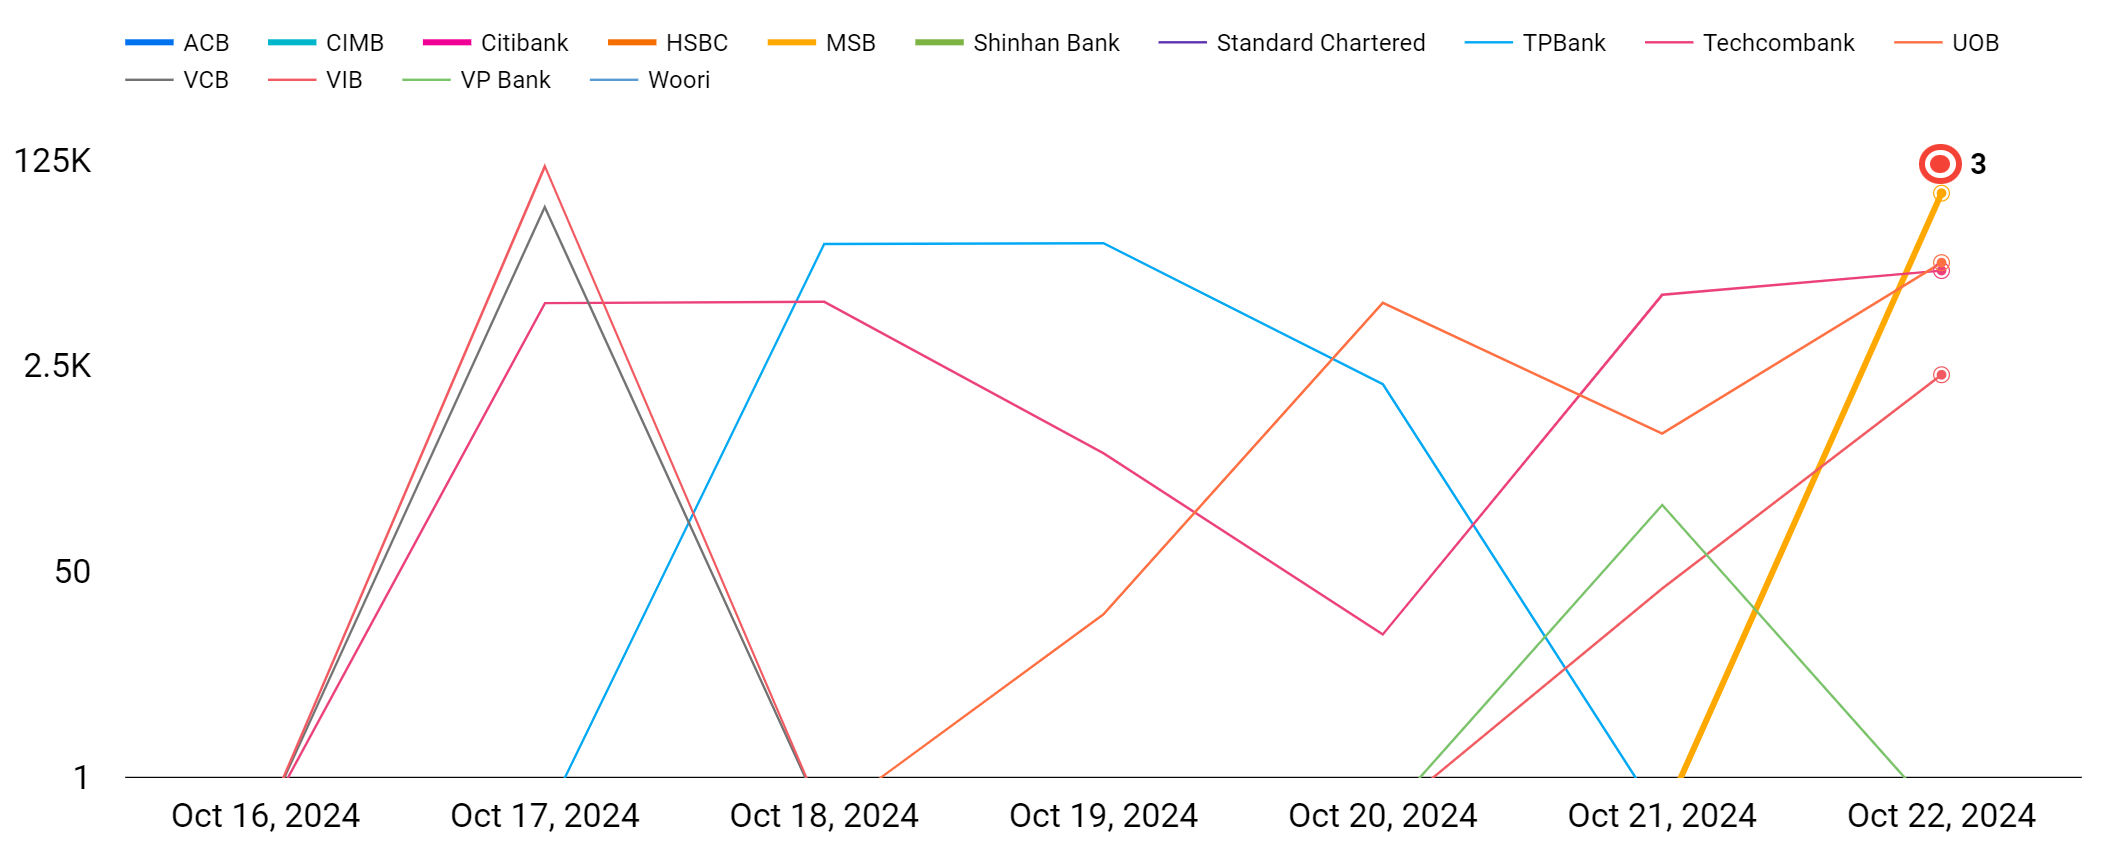 ACB CIMB Citibank HSBC MSB Shinhan Bank Standard Chartered TPBank Techcombank UOB
VCB VIB VP Bank Woori
125K
3
2.5K
50
1
Oct 16, 2024 Oct 17, 2024 Oct 18, 2024 Oct 19, 2024 Oct 20, 2024 Oct 21, 2024 Oct 22, 2024